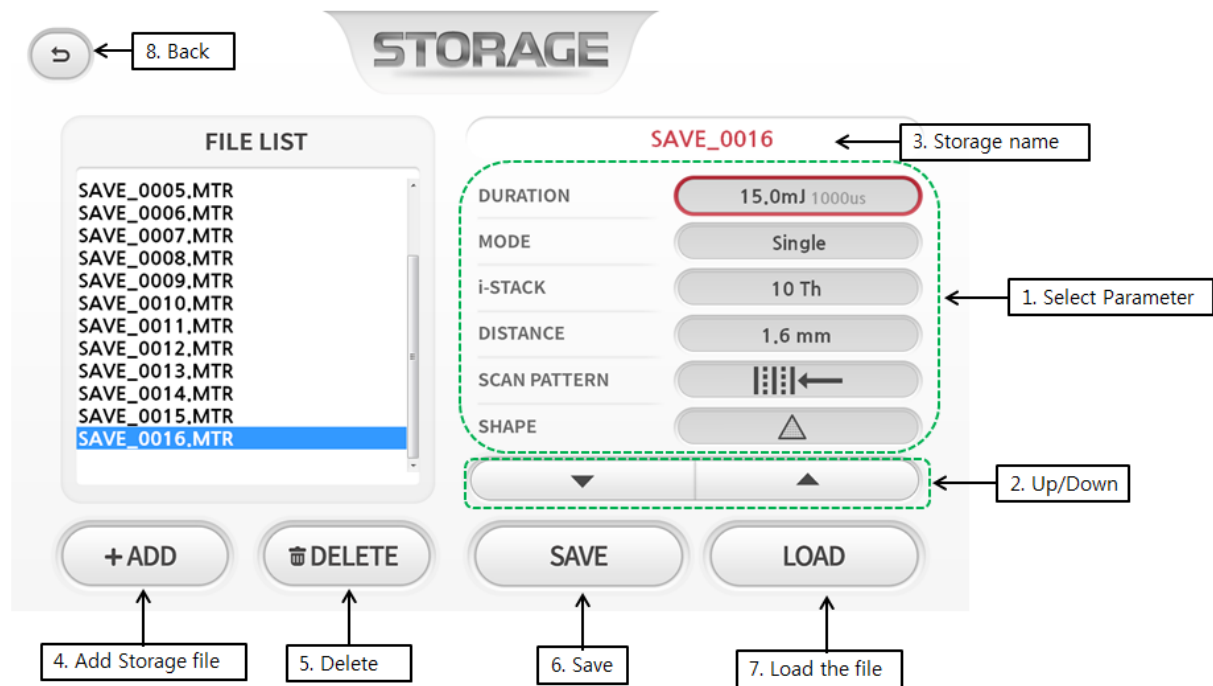 8. Back
STORAGE
FILE LIST
SAVE_0005.MTR
SAVE_0006.MTR
SAVE_0007.MTR
SAVE_0008.MTR
SAVE_0009.MTR
SAVE_0010.MTR
SAVE_0011.MTR
SAVE_0012.MTR
SAVE_0013.MTR
SAVE_0014.MTR
SAVE_0015.MTR
SAVE_0016.MTR
SAVE_0016
3. Storage name
DURATION 15.0mJ 1000us
MODE Single
i-STACK 10 Th
DISTANCE 1.6 mm
SCAN PATTERN
SHAPE
1. Select Parameter
2. Up/Down
+ADD
DELETE
SAVE
LOAD
4. Add Storage file
5. Delete
6. Save
7. Load the file